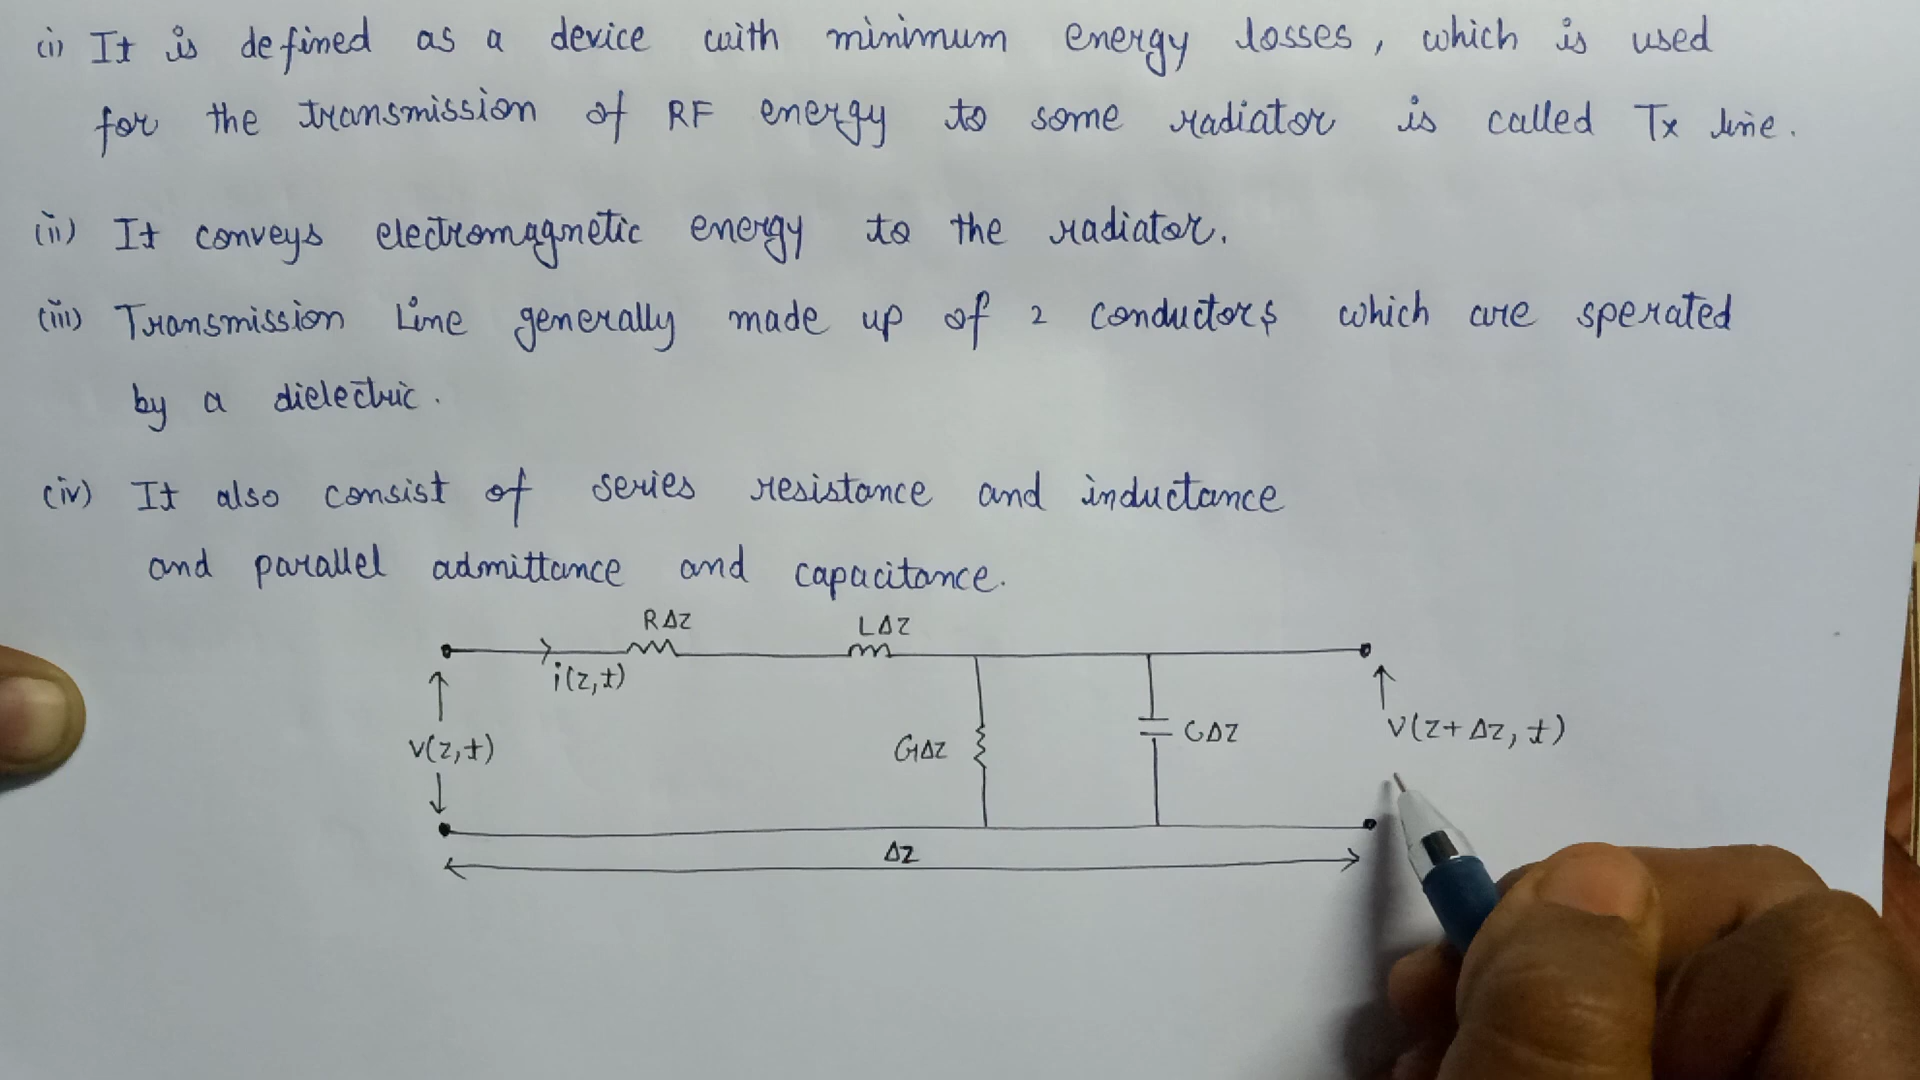 (i) It is defined as a device with minimum energy losses, which is used
for the transmission of RF energy to some radiator is called Tx line.
(ii) It conveys electromagnetic energy to the radiator.
(iii) Transmission Line generally made up of 2 conductors which are sperated
by a dielectric.
(iv) It also consist of series resistance and inductance
and parallel admittance and capacitance.
RΔZ
LΔZ
i(z,t)
v(z,t)
GΔZ
CΔZ
V(z+Δz,t)
ΔZ